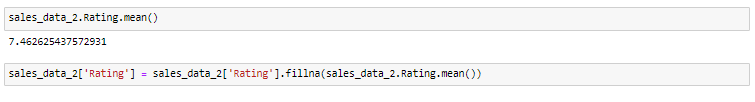 sales_data_2.Rating.mean()
7.462625437572931
sales_data_2['Rating'] = sales_data_2['Rating'].fillna(sales_data_2.Rating.mean())